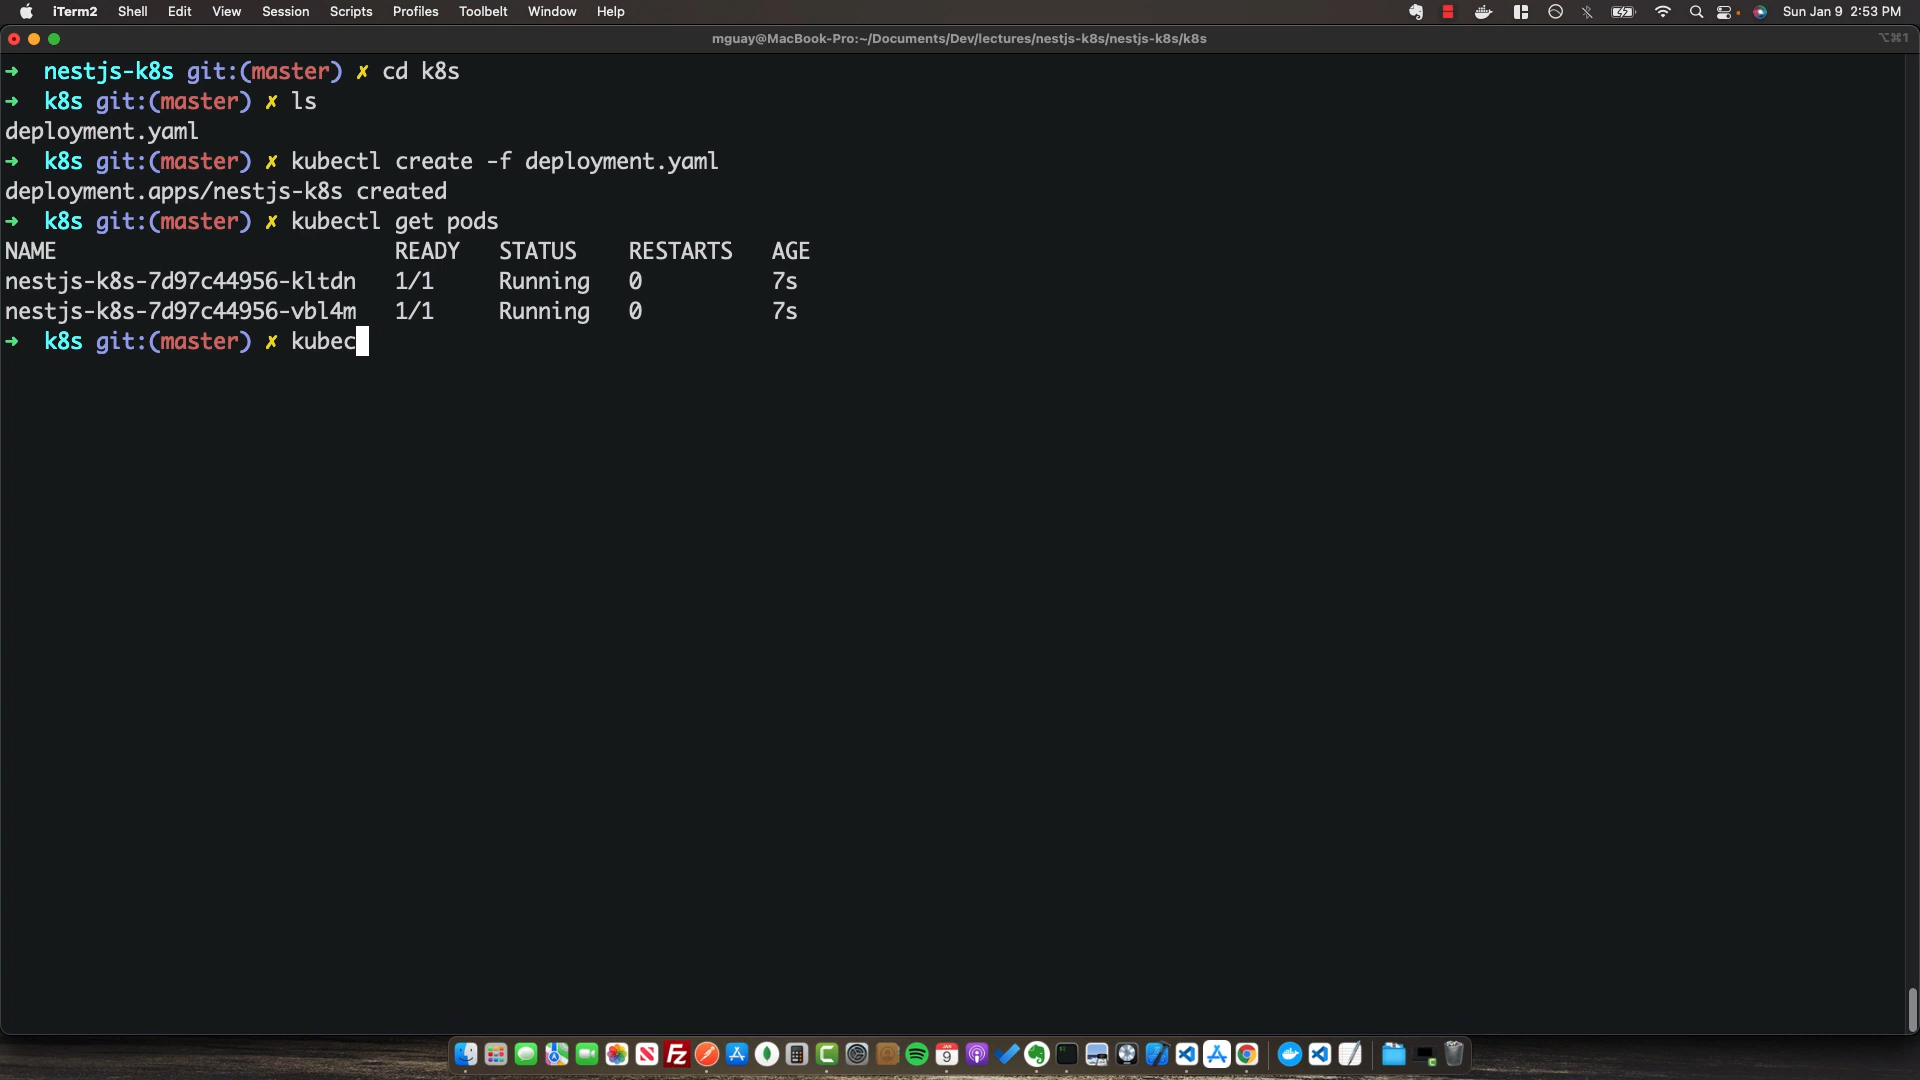 iTerm2 Shell Edit View Session Scripts Profiles Toolbelt Window Help Sun Jan 9 2:53 PM
mguay@MacBook-Pro:~/Documents/Dev/lectures/nestjs-k8s/nestjs-k8s/k8s ⌥⌘1
➜ nestjs-k8s git:(master) ✗ cd k8s
➜ k8s git:(master) ✗ ls
deployment.yaml
➜ k8s git:(master) ✗ kubectl create -f deployment.yaml
deployment.apps/nestjs-k8s created
➜ k8s git:(master) ✗ kubectl get pods
NAME READY STATUS RESTARTS AGE
nestjs-k8s-7d97c44956-kltdn 1/1 Running 0 7s
nestjs-k8s-7d97c44956-vbl4m 1/1 Running 0 7s
➜ k8s git:(master) ✗ kubec